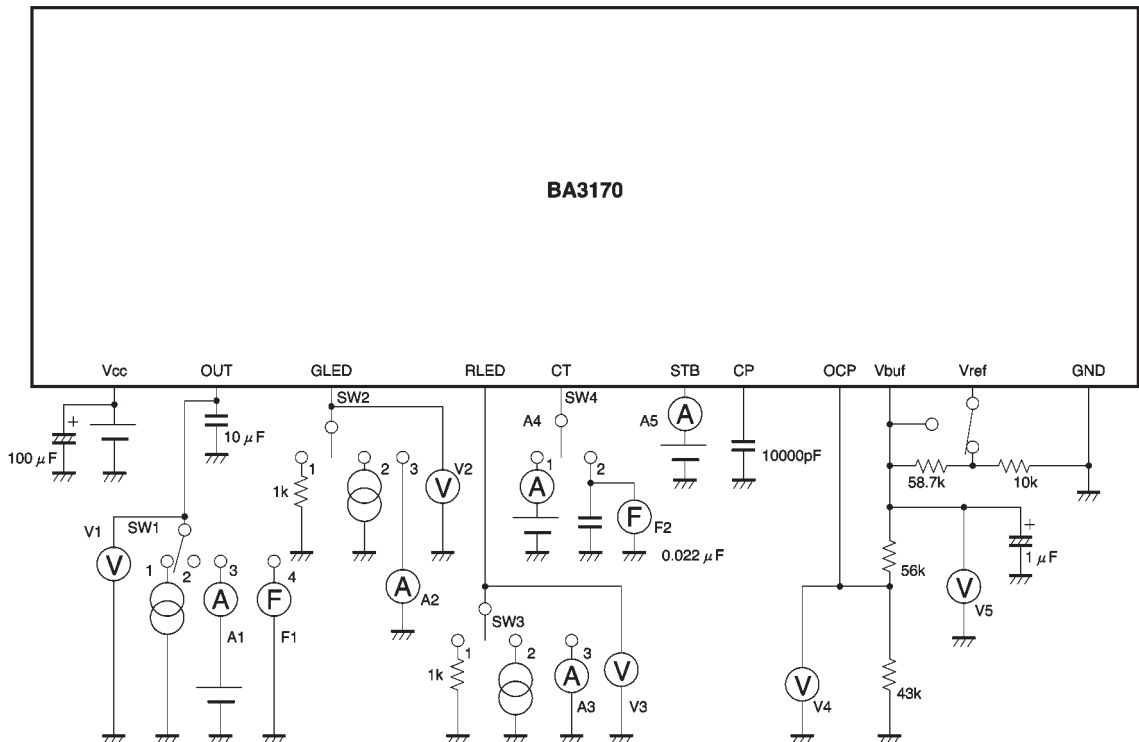 BA3170
Vcc OUT GLED RLED CT STB CP OCP Vbuf Vref GND
SW2 SW4
+ A4 A5 A
100 μF 10 μF 10000pF
1 2 3 V2 1 2 58.7k 10k
1k V A F F2
V1 SW1 0.022 μF +
V 1 2 3 4 56k 1 μF
A F A A2 V V5
A1 F1 SW3
1 2 3
1k A V V 43k
A3 V3 V4